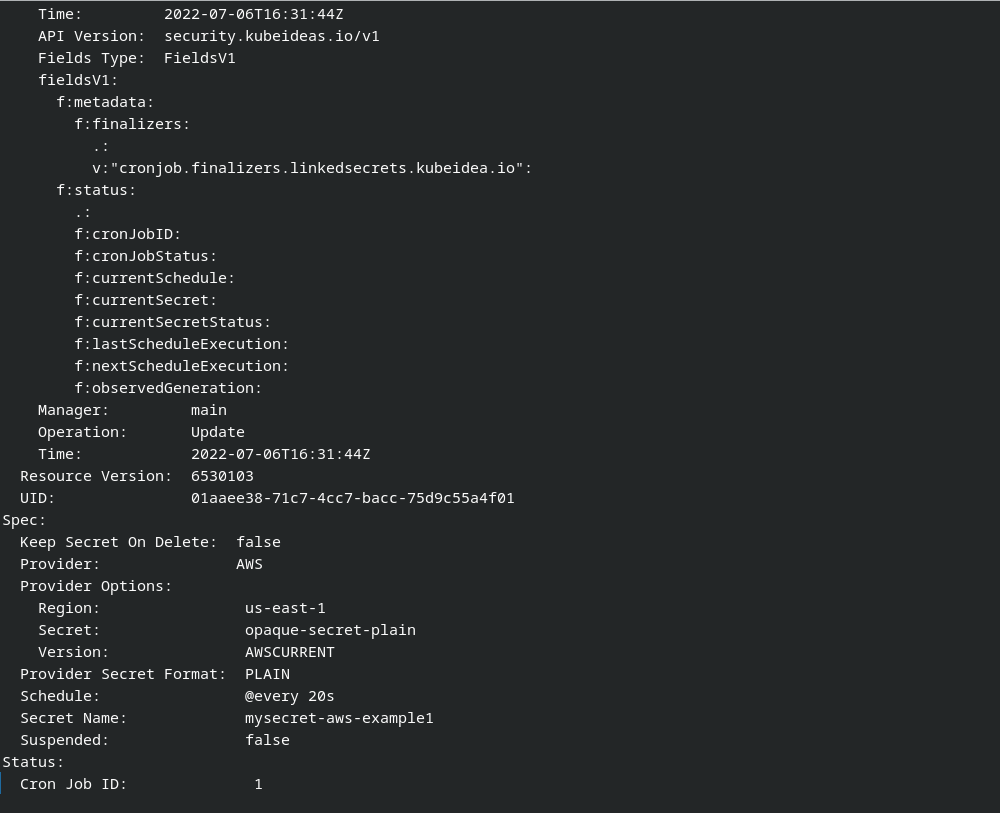 Time:         2022-07-06T16:31:44Z
API Version:  security.kubeideas.io/v1
Fields Type:  FieldsV1
fieldsV1:
f:metadata:
f:finalizers:
.:
v:"cronjob.finalizers.linkedsecrets.kubeidea.io":
f:status:
.:
f:cronJobID:
f:cronJobStatus:
f:currentSchedule:
f:currentSecret:
f:currentSecretStatus:
f:lastScheduleExecution:
f:nextScheduleExecution:
f:observedGeneration:
Manager:         main
Operation:       Update
Time:            2022-07-06T16:31:44Z
Resource Version:  6530103
UID:               01aaee38-71c7-4cc7-bacc-75d9c55a4f01
Spec:
Keep Secret On Delete:  false
Provider:               AWS
Provider Options:
Region:                us-east-1
Secret:                opaque-secret-plain
Version:               AWSCURRENT
Provider Secret Format:  PLAIN
Schedule:                @every 20s
Secret Name:             mysecret-aws-example1
Suspended:               false
Status:
Cron Job ID:              1